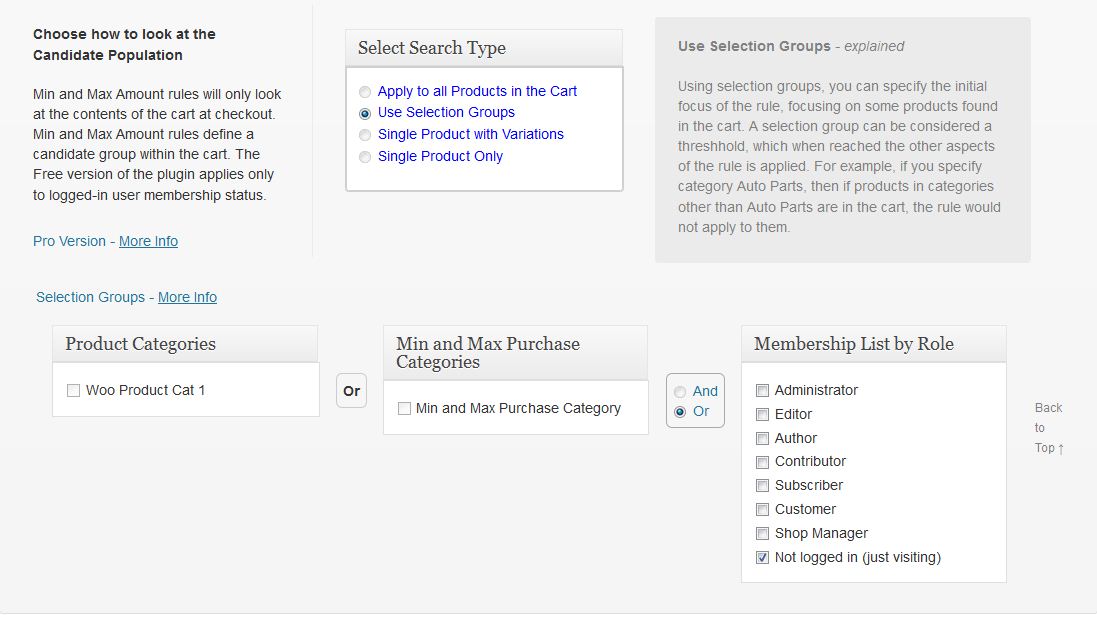 Choose how to look at the
Candidate Population
Min and Max Amount rules will only look
at the contents of the cart at checkout.
Min and Max Amount rules define a
candidate group within the cart. The
Free version of the plugin applies only
to logged-in user membership status.
Pro Version - More Info
Select Search Type
Apply to all Products in the Cart
Use Selection Groups
Single Product with Variations
Single Product Only
Use Selection Groups - explained
Using selection groups, you can specify the initial
focus of the rule, focusing on some products found
in the cart. A selection group can be considered a
threshhold, which when reached the other aspects
of the rule is applied. For example, if you specify
category Auto Parts, then if products in categories
other than Auto Parts are in the cart, the rule would
not apply to them.
Selection Groups - More Info
Product Categories
Woo Product Cat 1
Or
Min and Max Purchase
Categories
Min and Max Purchase Category
And
Or
Membership List by Role
Administrator
Editor
Author
Contributor
Subscriber
Customer
Shop Manager
Not logged in (just visiting)
Back
to
Top ↑